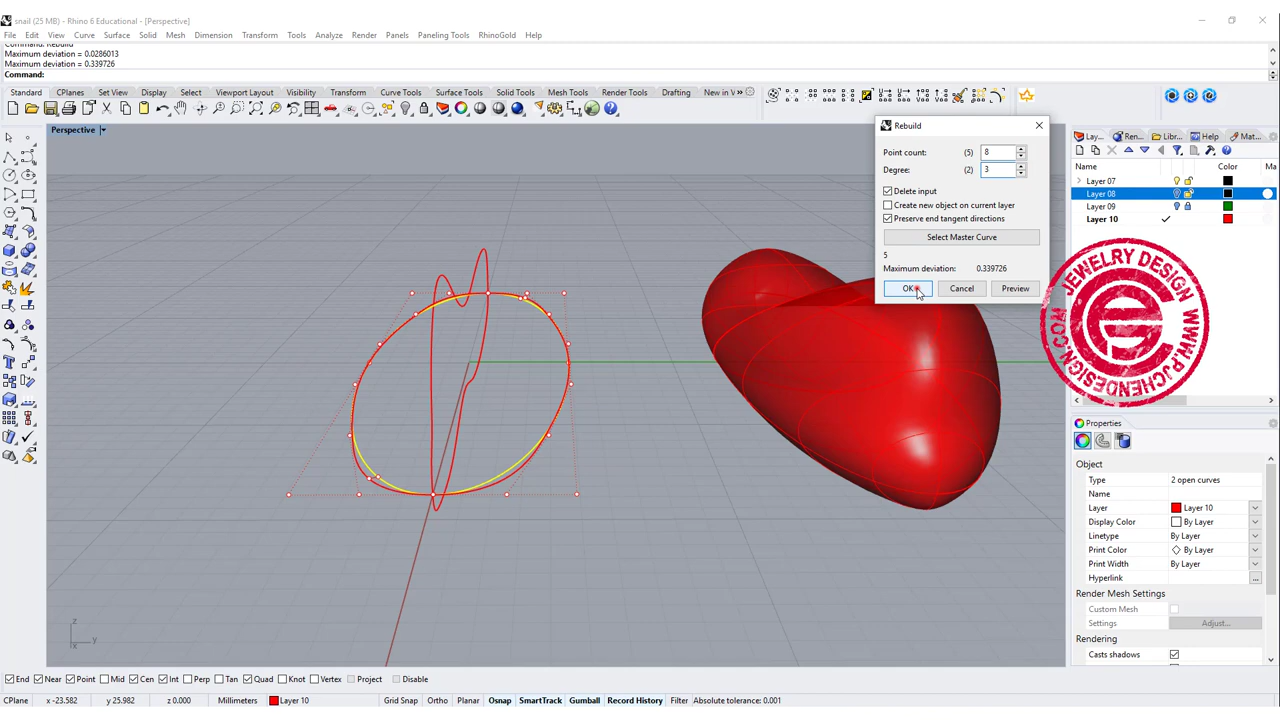 snail (25 MB) - Rhino 6 Educational - [Perspective]
File Edit View Curve Surface Solid Mesh Dimension Transform Tools Analyze Render Panels Paneling Tools RhinoGold Help
Command: Rebuild
Maximum deviation = 0.0286013
Maximum deviation = 0.339726
Command:
Standard CPlanes Set View Display Select Viewport Layout Visibility Transform Curve Tools Surface Tools Solid Tools Mesh Tools Render Tools Drafting New in V »
Perspective
Rebuild
Point count: (5) 8
Degree: (2) 3
Delete input
Create new object on current layer
Preserve end tangent directions
Select Master Curve
5
Maximum deviation: 0.339726
OK Cancel Preview
Lay... Ren... Libr... Help Mat...
Name Color
Layer 07
Layer 08
Layer 09
Layer 10
JEWELRY DESIGN WWW.PJCHENDESIGN.COM
Properties
Object
Type 2 open curves
Name
Layer Layer 10
Display Color By Layer
Linetype By Layer
Print Color By Layer
Print Width By Layer
Hyperlink ...
Render Mesh Settings
Custom Mesh
Settings Adjust...
Rendering
Casts shadows
z
y
x
End Near Point Mid Cen Int Perp Tan Quad Knot Vertex Project Disable
CPlane x -23.582 y 25.982 z 0.000 Millimeters Layer 10 Grid Snap Ortho Planar Osnap SmartTrack Gumball Record History Filter Absolute tolerance: 0.001